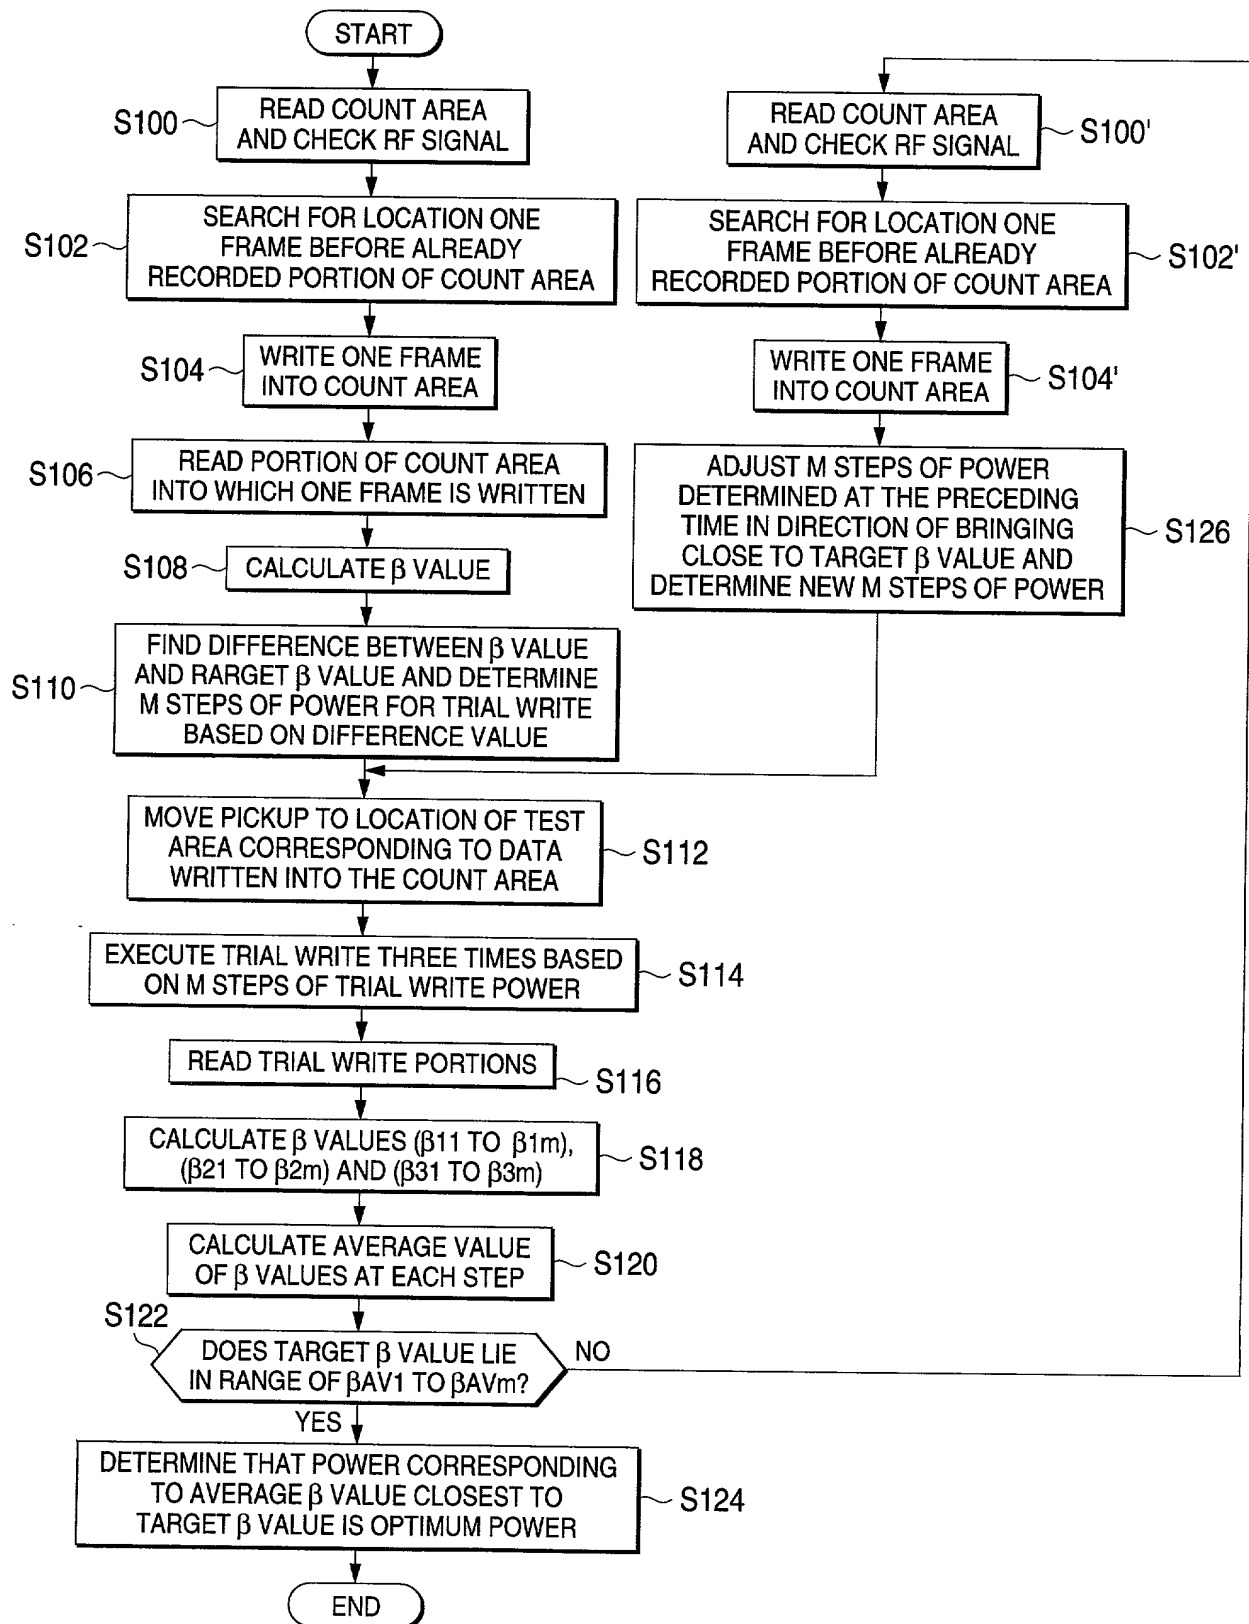 START
S100
READ COUNT AREA
AND CHECK RF SIGNAL
S102
SEARCH FOR LOCATION ONE
FRAME BEFORE ALREADY
RECORDED PORTION OF COUNT AREA
S104
WRITE ONE FRAME
INTO COUNT AREA
S106
READ PORTION OF COUNT AREA
INTO WHICH ONE FRAME IS WRITTEN
S108
CALCULATE β VALUE
S110
FIND DIFFERENCE BETWEEN β VALUE
AND RARGET β VALUE AND DETERMINE
M STEPS OF POWER FOR TRIAL WRITE
BASED ON DIFFERENCE VALUE
READ COUNT AREA
AND CHECK RF SIGNAL
S100'
SEARCH FOR LOCATION ONE
FRAME BEFORE ALREADY
RECORDED PORTION OF COUNT AREA
S102'
WRITE ONE FRAME
INTO COUNT AREA
S104'
ADJUST M STEPS OF POWER
DETERMINED AT THE PRECEDING
TIME IN DIRECTION OF BRINGING
CLOSE TO TARGET β VALUE AND
DETERMINE NEW M STEPS OF POWER
S126
MOVE PICKUP TO LOCATION OF TEST
AREA CORRESPONDING TO DATA
WRITTEN INTO THE COUNT AREA
S112
EXECUTE TRIAL WRITE THREE TIMES BASED
ON M STEPS OF TRIAL WRITE POWER
S114
READ TRIAL WRITE PORTIONS
S116
CALCULATE β VALUES (β11 TO β1m),
(β21 TO β2m) AND (β31 TO β3m)
S118
CALCULATE AVERAGE VALUE
OF β VALUES AT EACH STEP
S120
S122
DOES TARGET β VALUE LIE
IN RANGE OF βAV1 TO βAVm?
NO
YES
DETERMINE THAT POWER CORRESPONDING
TO AVERAGE β VALUE CLOSEST TO
TARGET β VALUE IS OPTIMUM POWER
S124
END